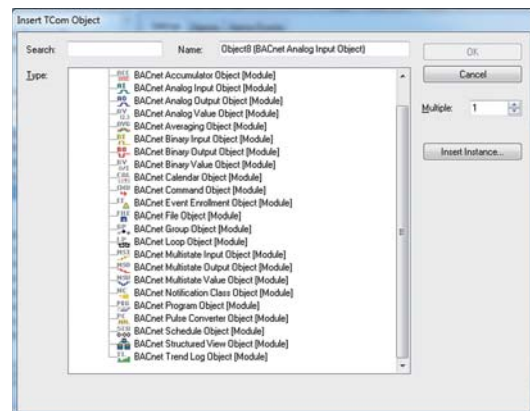 Insert TCom Object
Search:
Name: Object8 (BACnet Analog Input Object)
OK
Type:
Cancel
Multiple: 1
Insert Instance...
BACnet Accumulator Object [Module]
BACnet Analog Input Object [Module]
BACnet Analog Output Object [Module]
BACnet Analog Value Object [Module]
BACnet Averaging Object [Module]
BACnet Binary Input Object [Module]
BACnet Binary Output Object [Module]
BACnet Binary Value Object [Module]
BACnet Calendar Object [Module]
BACnet Command Object [Module]
BACnet Event Enrollment Object [Module]
BACnet File Object [Module]
BACnet Group Object [Module]
BACnet Loop Object [Module]
BACnet Multistate Input Object [Module]
BACnet Multistate Output Object [Module]
BACnet Multistate Value Object [Module]
BACnet Notification Class Object [Module]
BACnet Program Object [Module]
BACnet Pulse Converter Object [Module]
BACnet Schedule Object [Module]
BACnet Structured View Object [Module]
BACnet Trend Log Object [Module]